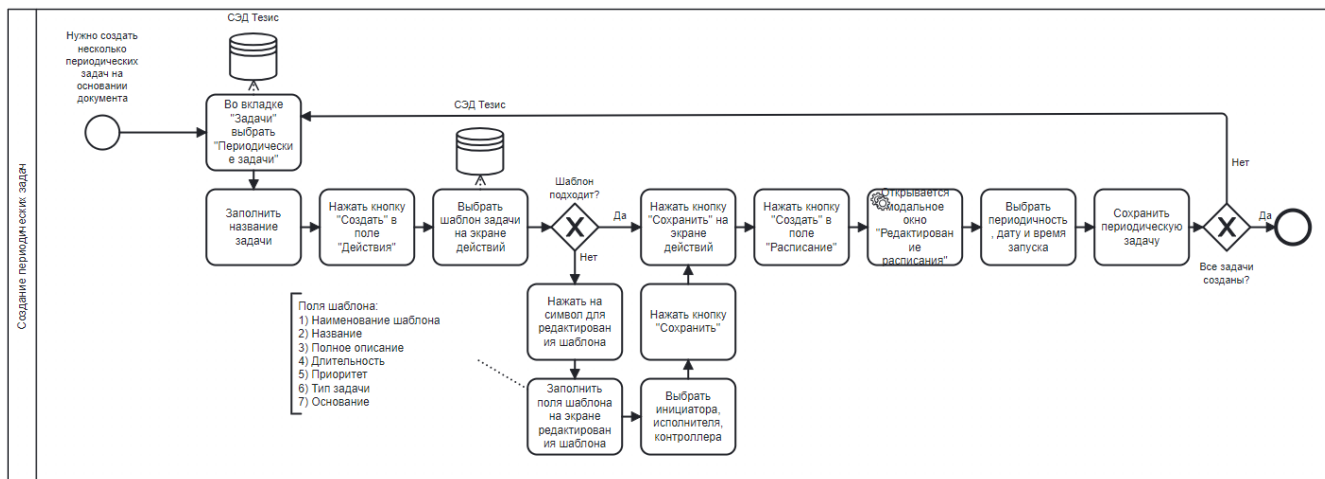 Создание периодических задач
Нужно создать
несколько
периодических
задач на
основании
документа
СЭД Тезис
Во вкладке
"Задачи"
выбрать
"Периодически
е задачи"
СЭД Тезис
Заполнить
название
задачи
Нажать кнопку
"Создать" в
поле
"Действия"
Выбрать
шаблон задачи
на экране
действий
Шаблон
подходит?
Да
Нет
Нажать кнопку
"Сохранить" на
экране
действий
Нажать кнопку
"Создать" в
поле
"Расписание"
Открывается
модальное
окно
"Редактирован
ие
расписания"
Выбрать
периодичность
, дату и время
запуска
Сохранить
периодическую
задачу
Нет
Да
Все задачи
созданы?
Поля шаблона:
1) Наименование шаблона
2) Название
3) Полное описание
4) Длительность
5) Приоритет
6) Тип задачи
7) Основание
Нажать на
символ для
редактирован
ия шаблона
Нажать кнопку
"Сохранить"
Заполнить
поля шаблона
на экране
редактирован
ия шаблона
Выбрать
инициатора,
исполнителя,
контроллера